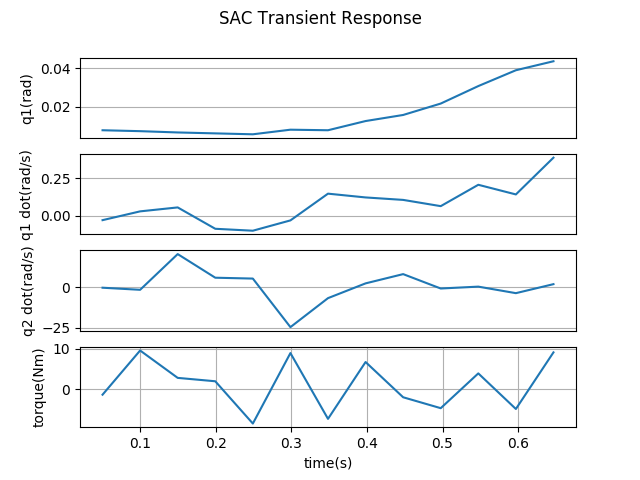 SAC Transient Response
q1(rad)
0.04
0.02
q1 dot(rad/s)
0.25
0.00
q2 dot(rad/s)
0
−25
torque(Nm)
10
0
0.1 0.2 0.3 0.4 0.5 0.6
time(s)